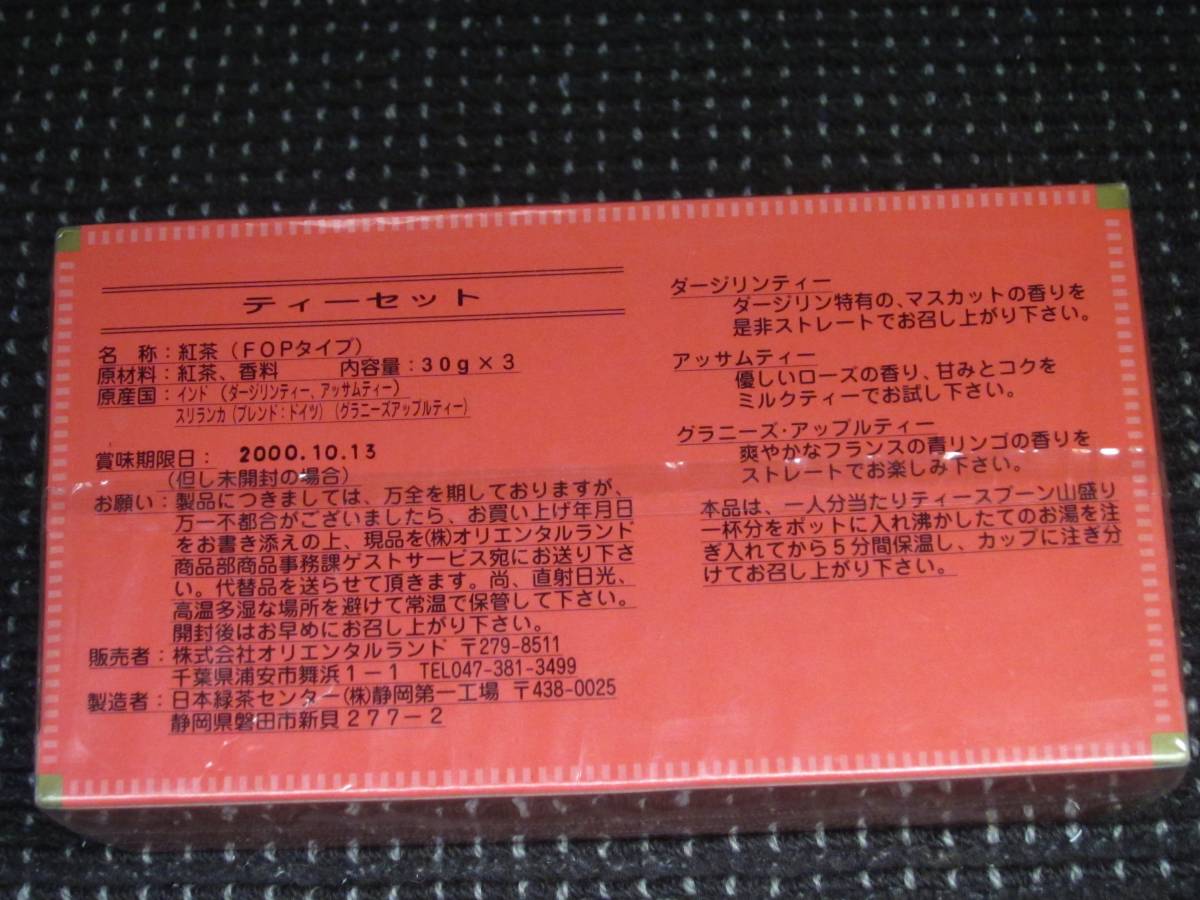 ティーセット
名　称：紅茶（FOPタイプ）
原材料：紅茶、香料　　内容量：30g×3
原産国：インド（ダージリンティー、アッサムティー）
スリランカ（ブレンド：ドイツ）（グラニーズアップルティー）
賞味期限日：　2000.10.13
（但し未開封の場合）
お願い：製品につきましては、万全を期しておりますが、
万一不都合がございましたら、お買い上げ年月日
をお書き添えの上、現品を(株)オリエンタルランド
商品部商品事務課ゲストサービス宛にお送り下さ
い。代替品を送らせて頂きます。尚、直射日光、
高温多湿な場所を避けて常温で保管して下さい。
開封後はお早めにお召し上がり下さい。
販売者：株式会社オリエンタルランド　〒279-8511
千葉県浦安市舞浜1－1　TEL047-381-3499
製造者：日本緑茶センター(株)静岡第一工場　〒438-0025
静岡県磐田市新貝277－2
ダージリンティー
ダージリン特有の、マスカットの香りを
是非ストレートでお召し上がり下さい。
アッサムティー
優しいローズの香り、甘みとコクを
ミルクティーでお試し下さい。
グラニーズ・アップルティー
爽やかなフランスの青リンゴの香りを
ストレートでお楽しみ下さい。
本品は、一人分当たりティースプーン山盛り
一杯分をポットに入れ沸かしたてのお湯を注
ぎ入れてから5分間保温し、カップに注ぎ分
けてお召し上がり下さい。